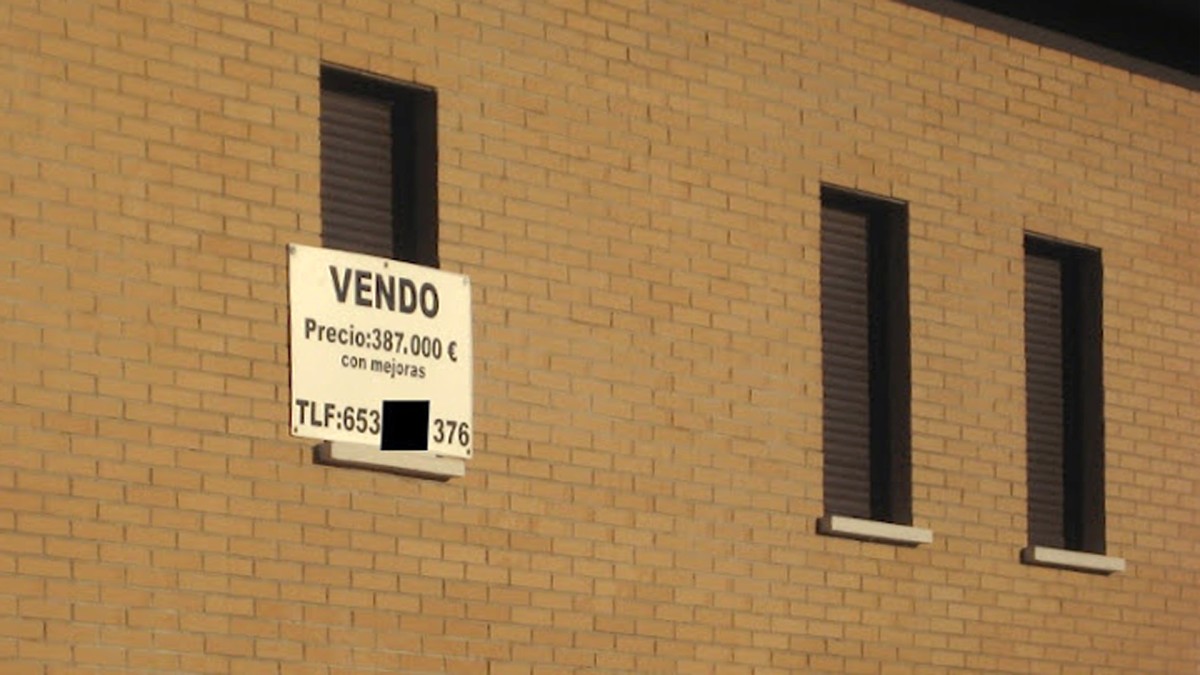 VENDO
Precio:387.000 €
con mejoras
TLF:653 376